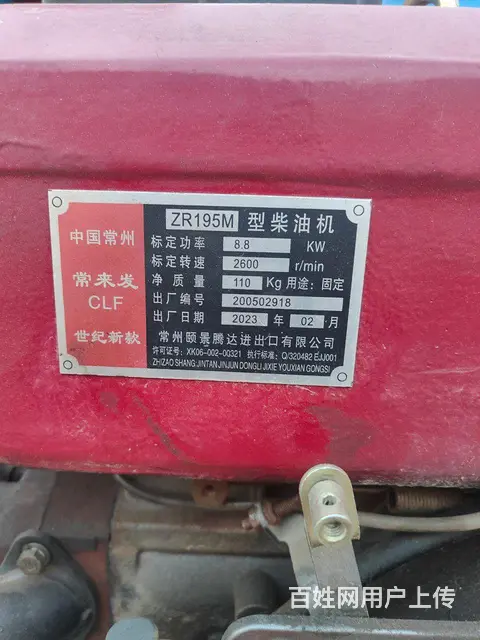 中国常州
常来发
CLF
世纪新款
ZR195M 型柴油机
标定功率 8.8 KW
标定转速 2600 r/min
净质量 110 Kg 用途：固定
出厂编号 200502918
出厂日期 2023 年 02 月
常州颐景腾达进出口有限公司
许可证号：XK06-002-00321 执行标准：Q/320482 EJJ001
ZHIZAO SHANG:JINTAN JINJUN DONGLI JIXIE YOUXIAN GONGSI
百姓网用户上传